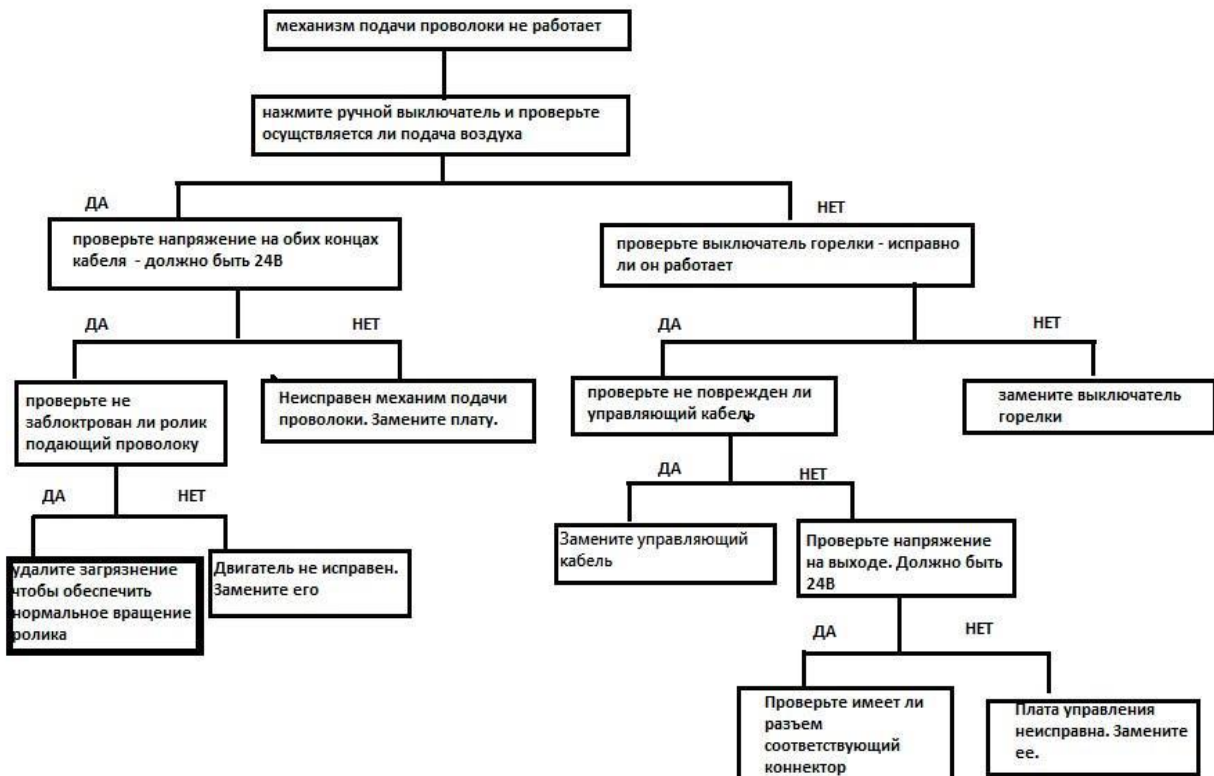 механизм подачи проволоки не работает
нажмите ручной выключатель и проверьте
осущствляется ли подача воздуха
ДА
НЕТ
проверьте напряжение на обих концах
кабеля - должно быть 24В
проверьте выключатель горелки - исправно
ли он работает
ДА
НЕТ
ДА
НЕТ
проверьте не
заблоктрован ли ролик
подающий проволоку
Неисправен механим подачи
проволоки. Замените плату.
проверьте не поврежден ли
управляющий кабель
замените выключатель
горелки
ДА
НЕТ
ДА
НЕТ
удалите загрязнение
чтобы обеспечить
нормальное вращение
ролика
Двигатель не исправен.
Замените его
Замените управляющий
кабель
Проверьте напряжение
на выходе. Должно быть
24В
ДА
НЕТ
Проверьте имеет ли
разъем
соответствующий
коннектор
Плата управления
неисправна. Замените
ее.